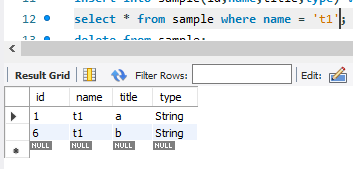 11 insert into sample(id,name,title,type)
12 select * from sample where name = 't1';
13 delete from sample;
Result Grid Filter Rows: Edit:
id name title type
1 t1 a String
6 t1 b String
NULL NULL NULL NULL